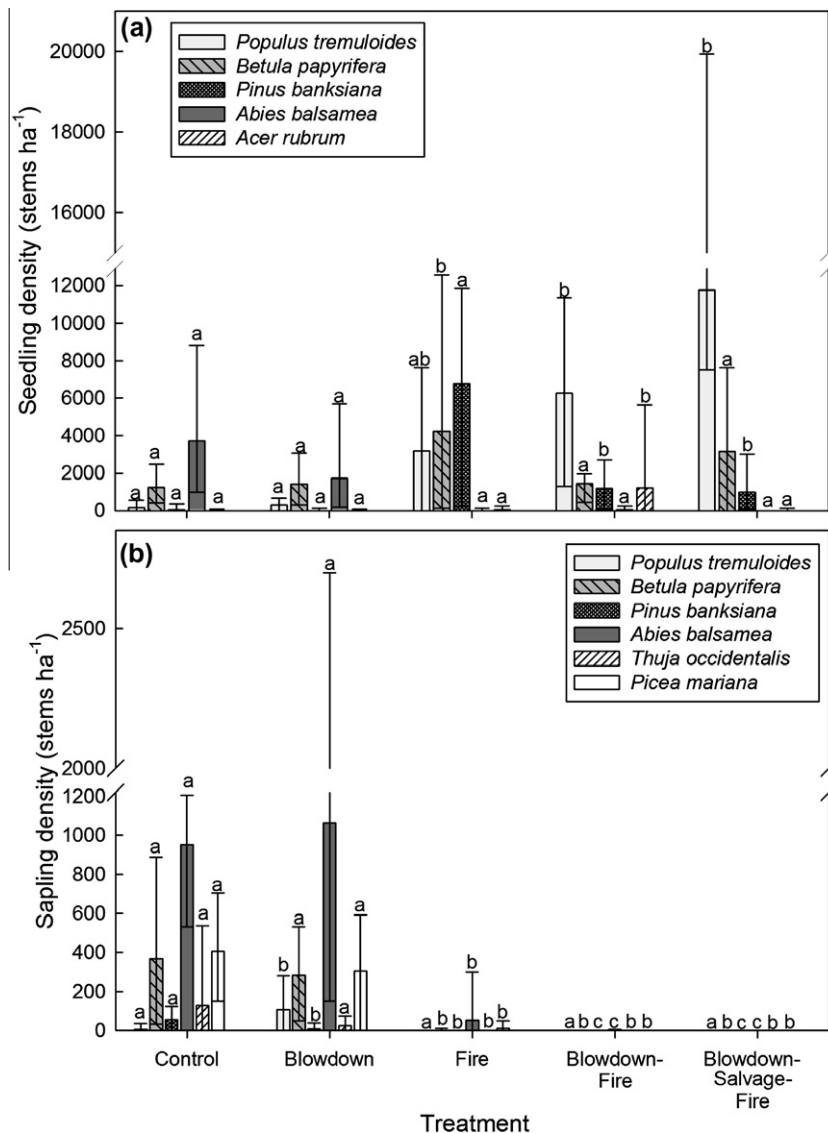 (a)
Populus tremuloides
Betula papyrifera
Pinus banksiana
Abies balsamea
Acer rubrum
Seedling density (stems ha⁻¹)
20000
18000
16000
12000
10000
8000
6000
4000
2000
0
a a a a a
a a a a a
ab b a a a
b a b a b
b a b a a
(b)
Populus tremuloides
Betula papyrifera
Pinus banksiana
Abies balsamea
Thuja occidentalis
Picea mariana
Sapling density (stems ha⁻¹)
2500
2000
1200
1000
800
600
400
200
0
a a a a a a
b a b a a a
a b b b b b
a b c c b b
a b c c b b
Control Blowdown Fire Blowdown- Blowdown-
Fire Salvage-
Fire
Treatment